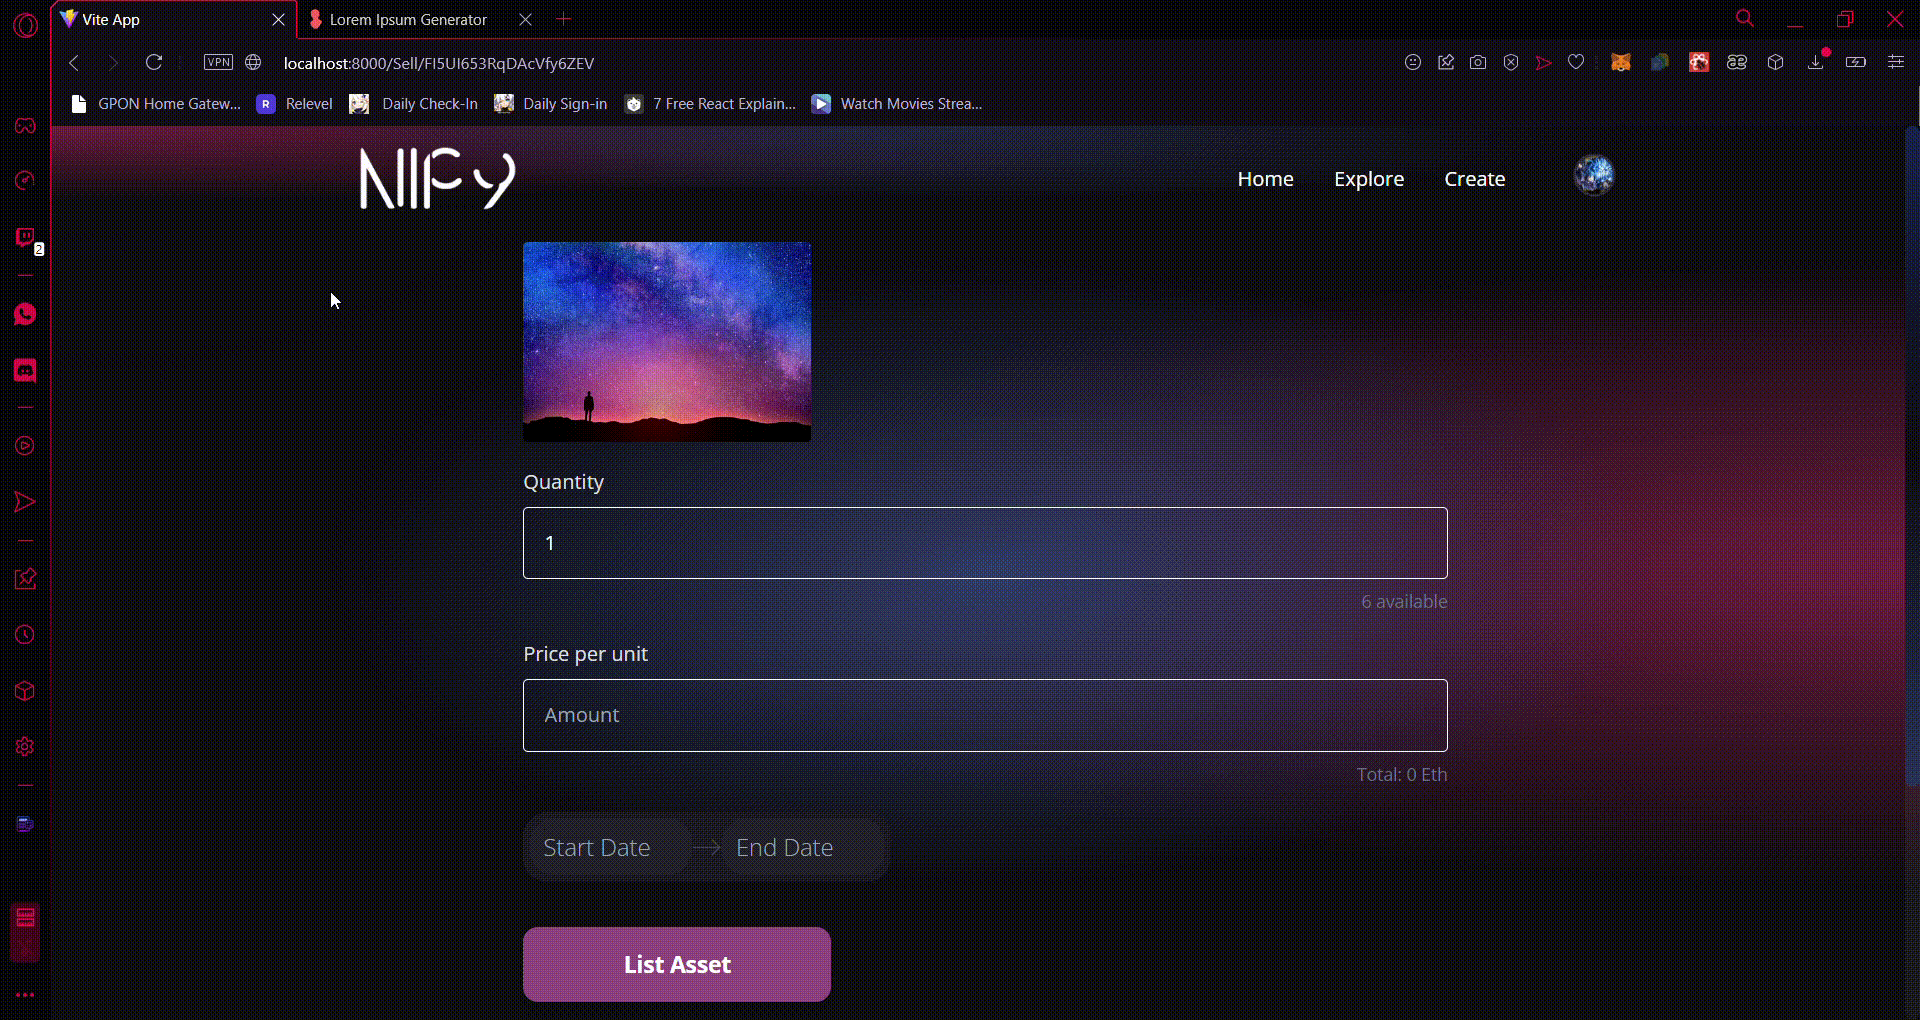 Vite App
Lorem Ipsum Generator
VPN
localhost:8000/Sell/FI5UI653RqDAcVfy6ZEV
GPON Home Gatew...
R
Relevel
Daily Check-In
Daily Sign-in
7 Free React Explain...
Watch Movies Strea...
2
NIFy
Home
Explore
Create
Quantity
1
6 available
Price per unit
Amount
Total: 0 Eth
Start Date
End Date
List Asset